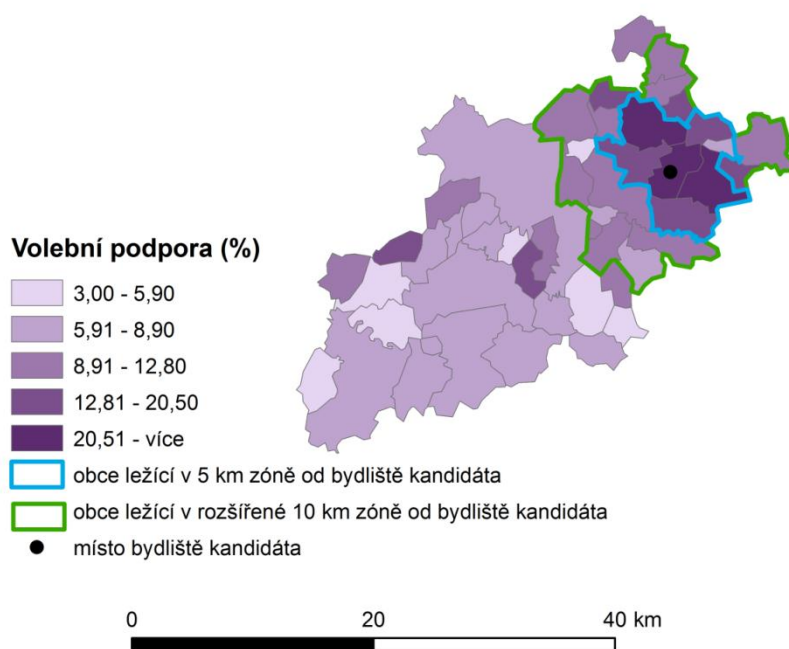 Volební podpora (%)
3,00 - 5,90
5,91 - 8,90
8,91 - 12,80
12,81 - 20,50
20,51 - více
obce ležící v 5 km zóně od bydliště kandidáta
obce ležící v rozšířené 10 km zóně od bydliště kandidáta
místo bydliště kandidáta
0 20 40 km